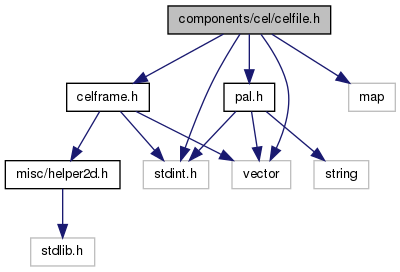 components/cel/celfile.h
celframe.h
pal.h
map
misc/helper2d.h
stdint.h
vector
string
stdlib.h